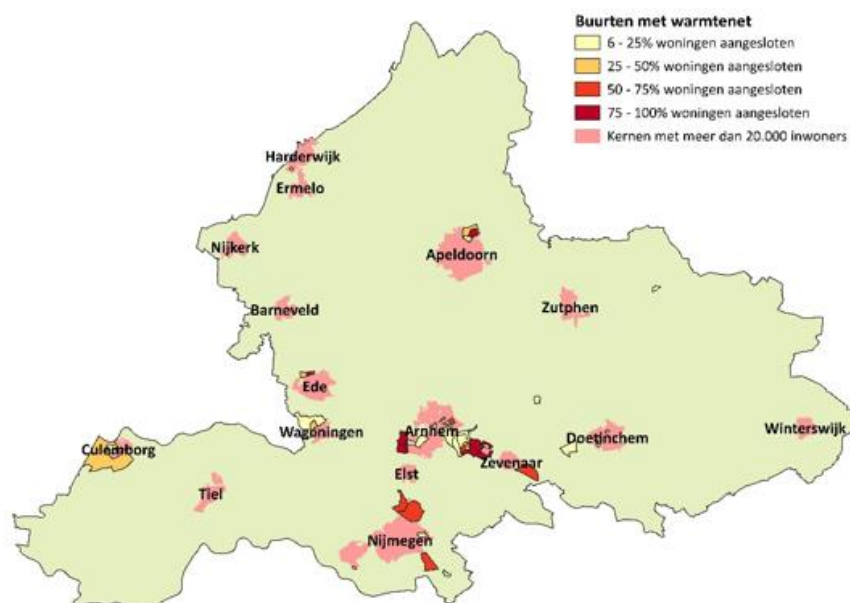 Buurten met warmtenet
6 - 25% woningen aangesloten
25 - 50% woningen aangesloten
50 - 75% woningen aangesloten
75 - 100% woningen aangesloten
Kernen met meer dan 20.000 inwoners
Harderwijk
Ermelo
Nijkerk
Apeldoorn
Barneveld
Zutphen
Ede
Wageningen
Arnhem
Doetinchem
Winterswijk
Culemborg
Zevenaar
Elst
Tiel
Nijmegen